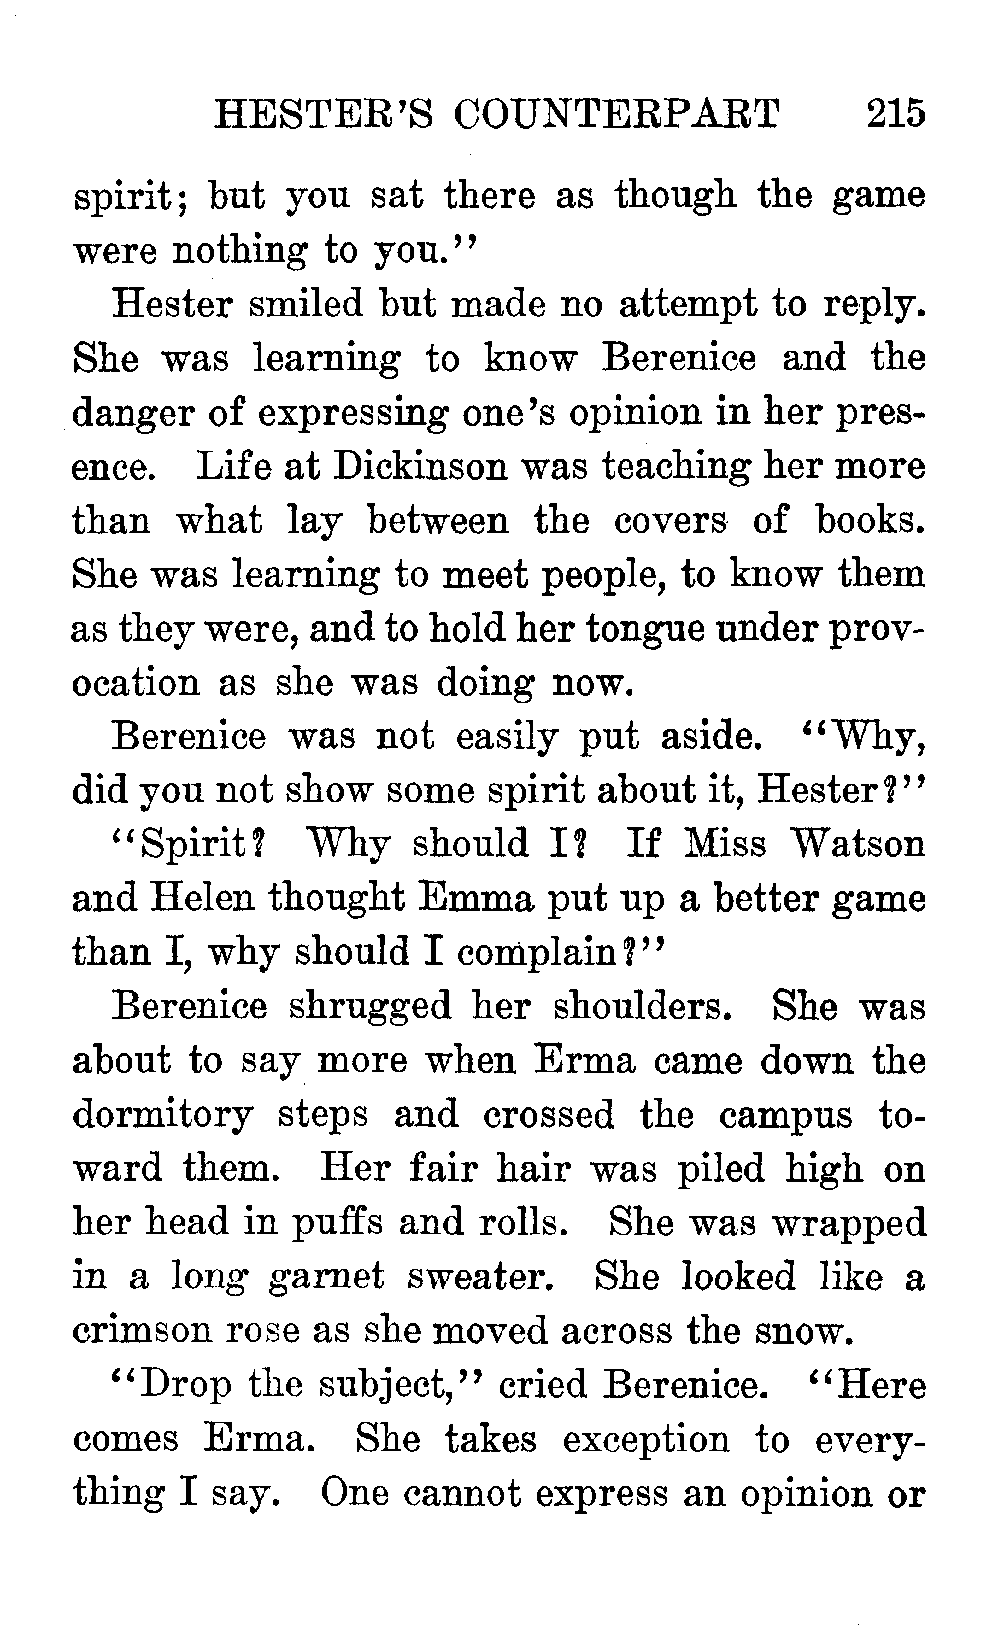 HESTER'S COUNTERPART 215
spirit; but you sat there as though the game
were nothing to you."
Hester smiled but made no attempt to reply.
She was learning to know Berenice and the
danger of expressing one's opinion in her pres-
ence. Life at Dickinson was teaching her more
than what lay between the covers of books.
She was learning to meet people, to know them
as they were, and to hold her tongue under prov-
ocation as she was doing now.
Berenice was not easily put aside. "Why,
did you not show some spirit about it, Hester?"
"Spirit? Why should I? If Miss Watson
and Helen thought Emma put up a better game
than I, why should I complain?"
Berenice shrugged her shoulders. She was
about to say more when Erma came down the
dormitory steps and crossed the campus to-
ward them. Her fair hair was piled high on
her head in puffs and rolls. She was wrapped
in a long garnet sweater. She looked like a
crimson rose as she moved across the snow.
"Drop the subject," cried Berenice. "Here
comes Erma. She takes exception to every-
thing I say. One cannot express an opinion or